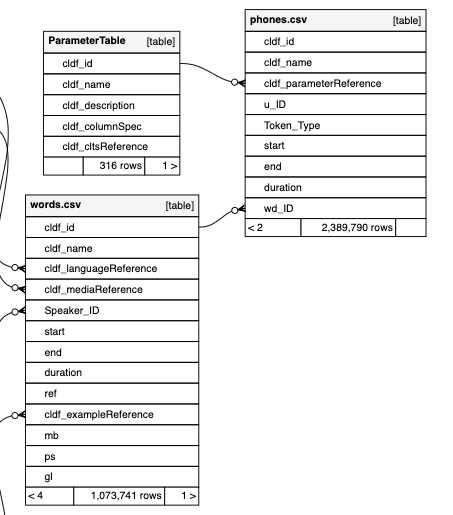 ParameterTable [table]
cldf_id
cldf_name
cldf_description
cldf_columnSpec
cldf_cltsReference
316 rows 1 >
phones.csv [table]
cldf_id
cldf_name
cldf_parameterReference
u_ID
Token_Type
start
end
duration
wd_ID
< 2 2,389,790 rows
words.csv [table]
cldf_id
cldf_name
cldf_languageReference
cldf_mediaReference
Speaker_ID
start
end
duration
ref
cldf_exampleReference
mb
ps
gl
< 4 1,073,741 rows 1 >